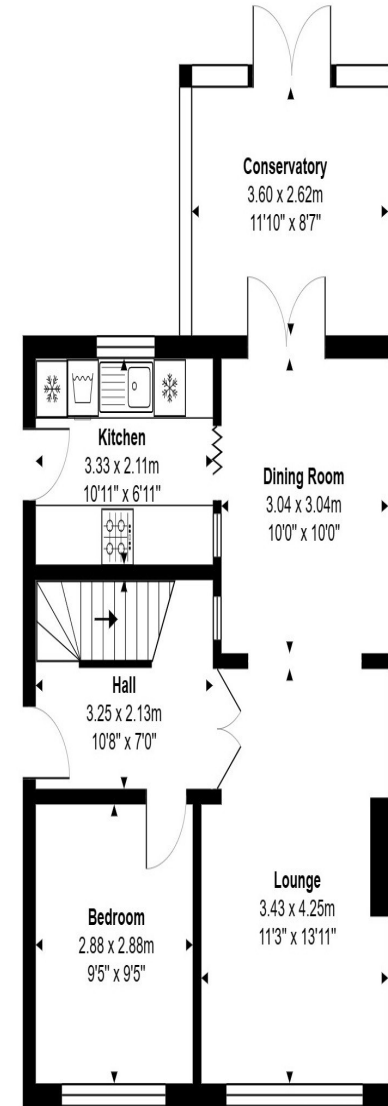 Conservatory
3.60 x 2.62m
11'10" x 8'7"
Kitchen
3.33 x 2.11m
10'11" x 6'11"
Dining Room
3.04 x 3.04m
10'0" x 10'0"
Hall
3.25 x 2.13m
10'8" x 7'0"
Lounge
3.43 x 4.25m
11'3" x 13'11"
Bedroom
2.88 x 2.88m
9'5" x 9'5"